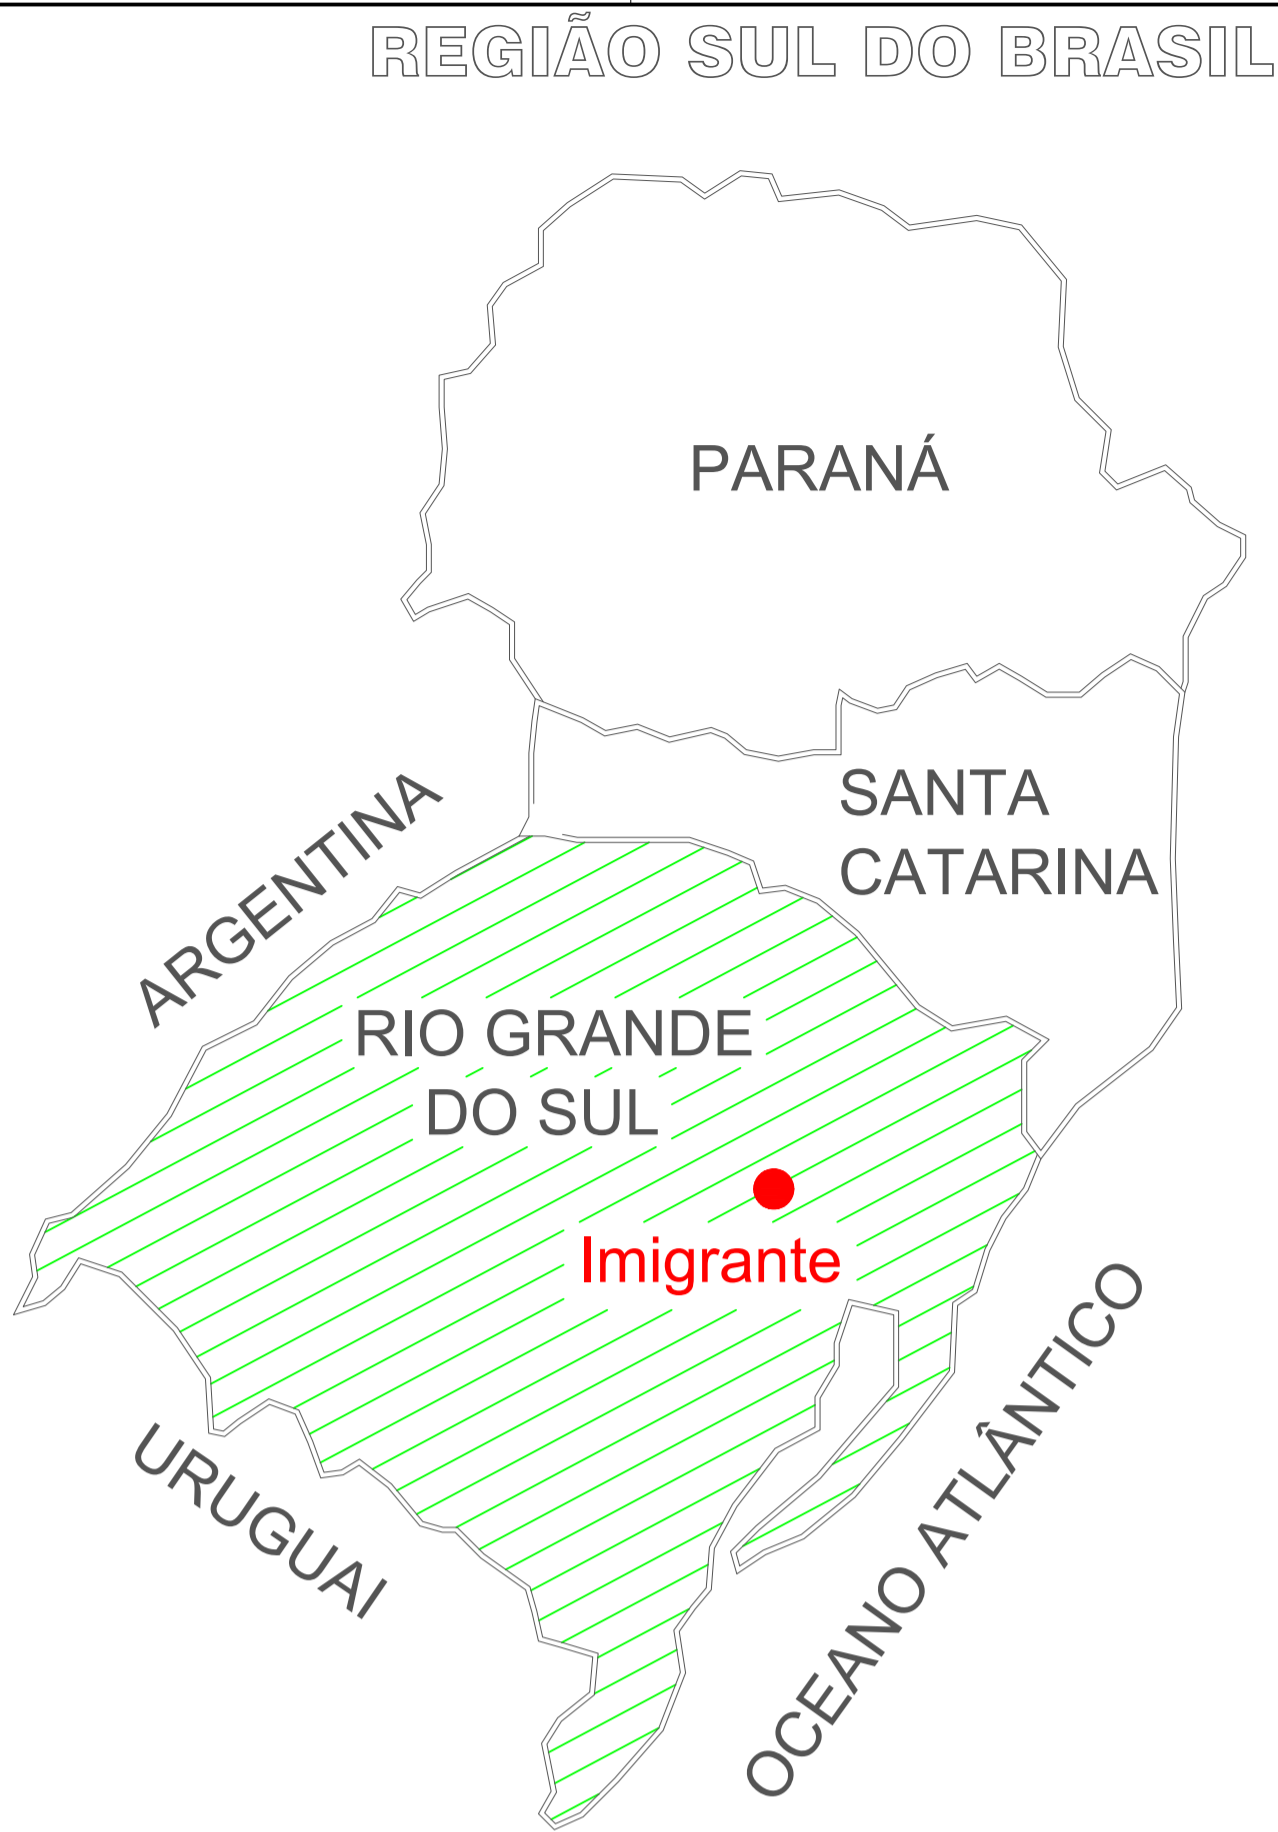 REGIÃO SUL DO BRASIL
PARANÁ
SANTA
CATARINA
ARGENTINA
RIO GRANDE
DO SUL
Imigrante
URUGUAI
OCEANO ATLÂNTICO